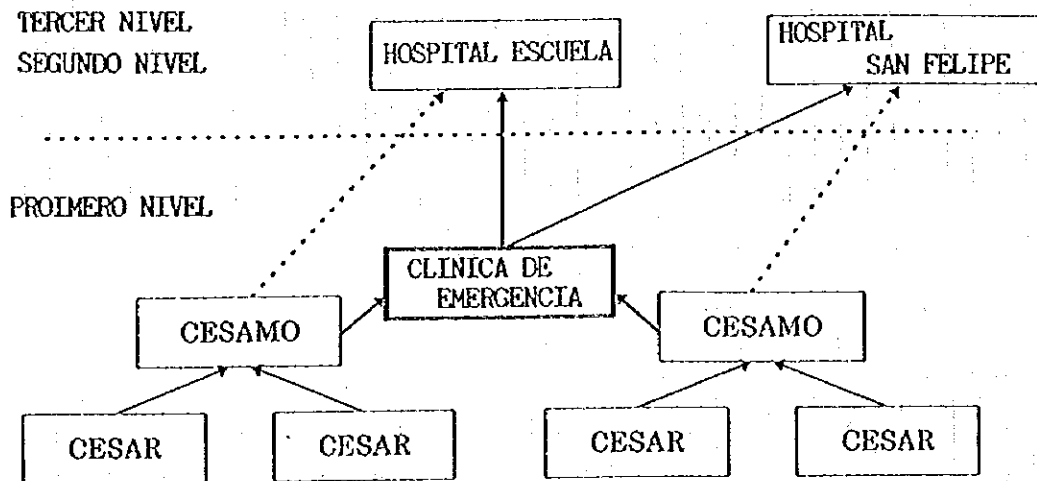 TERCER NIVEL
SEGUNDO NIVEL
HOSPITAL ESCUELA
HOSPITAL
SAN FELIPE
PROIMERO NIVEL
CLINICA DE
EMERGENCIA
CESAMO
CESAMO
CESAR
CESAR
CESAR
CESAR